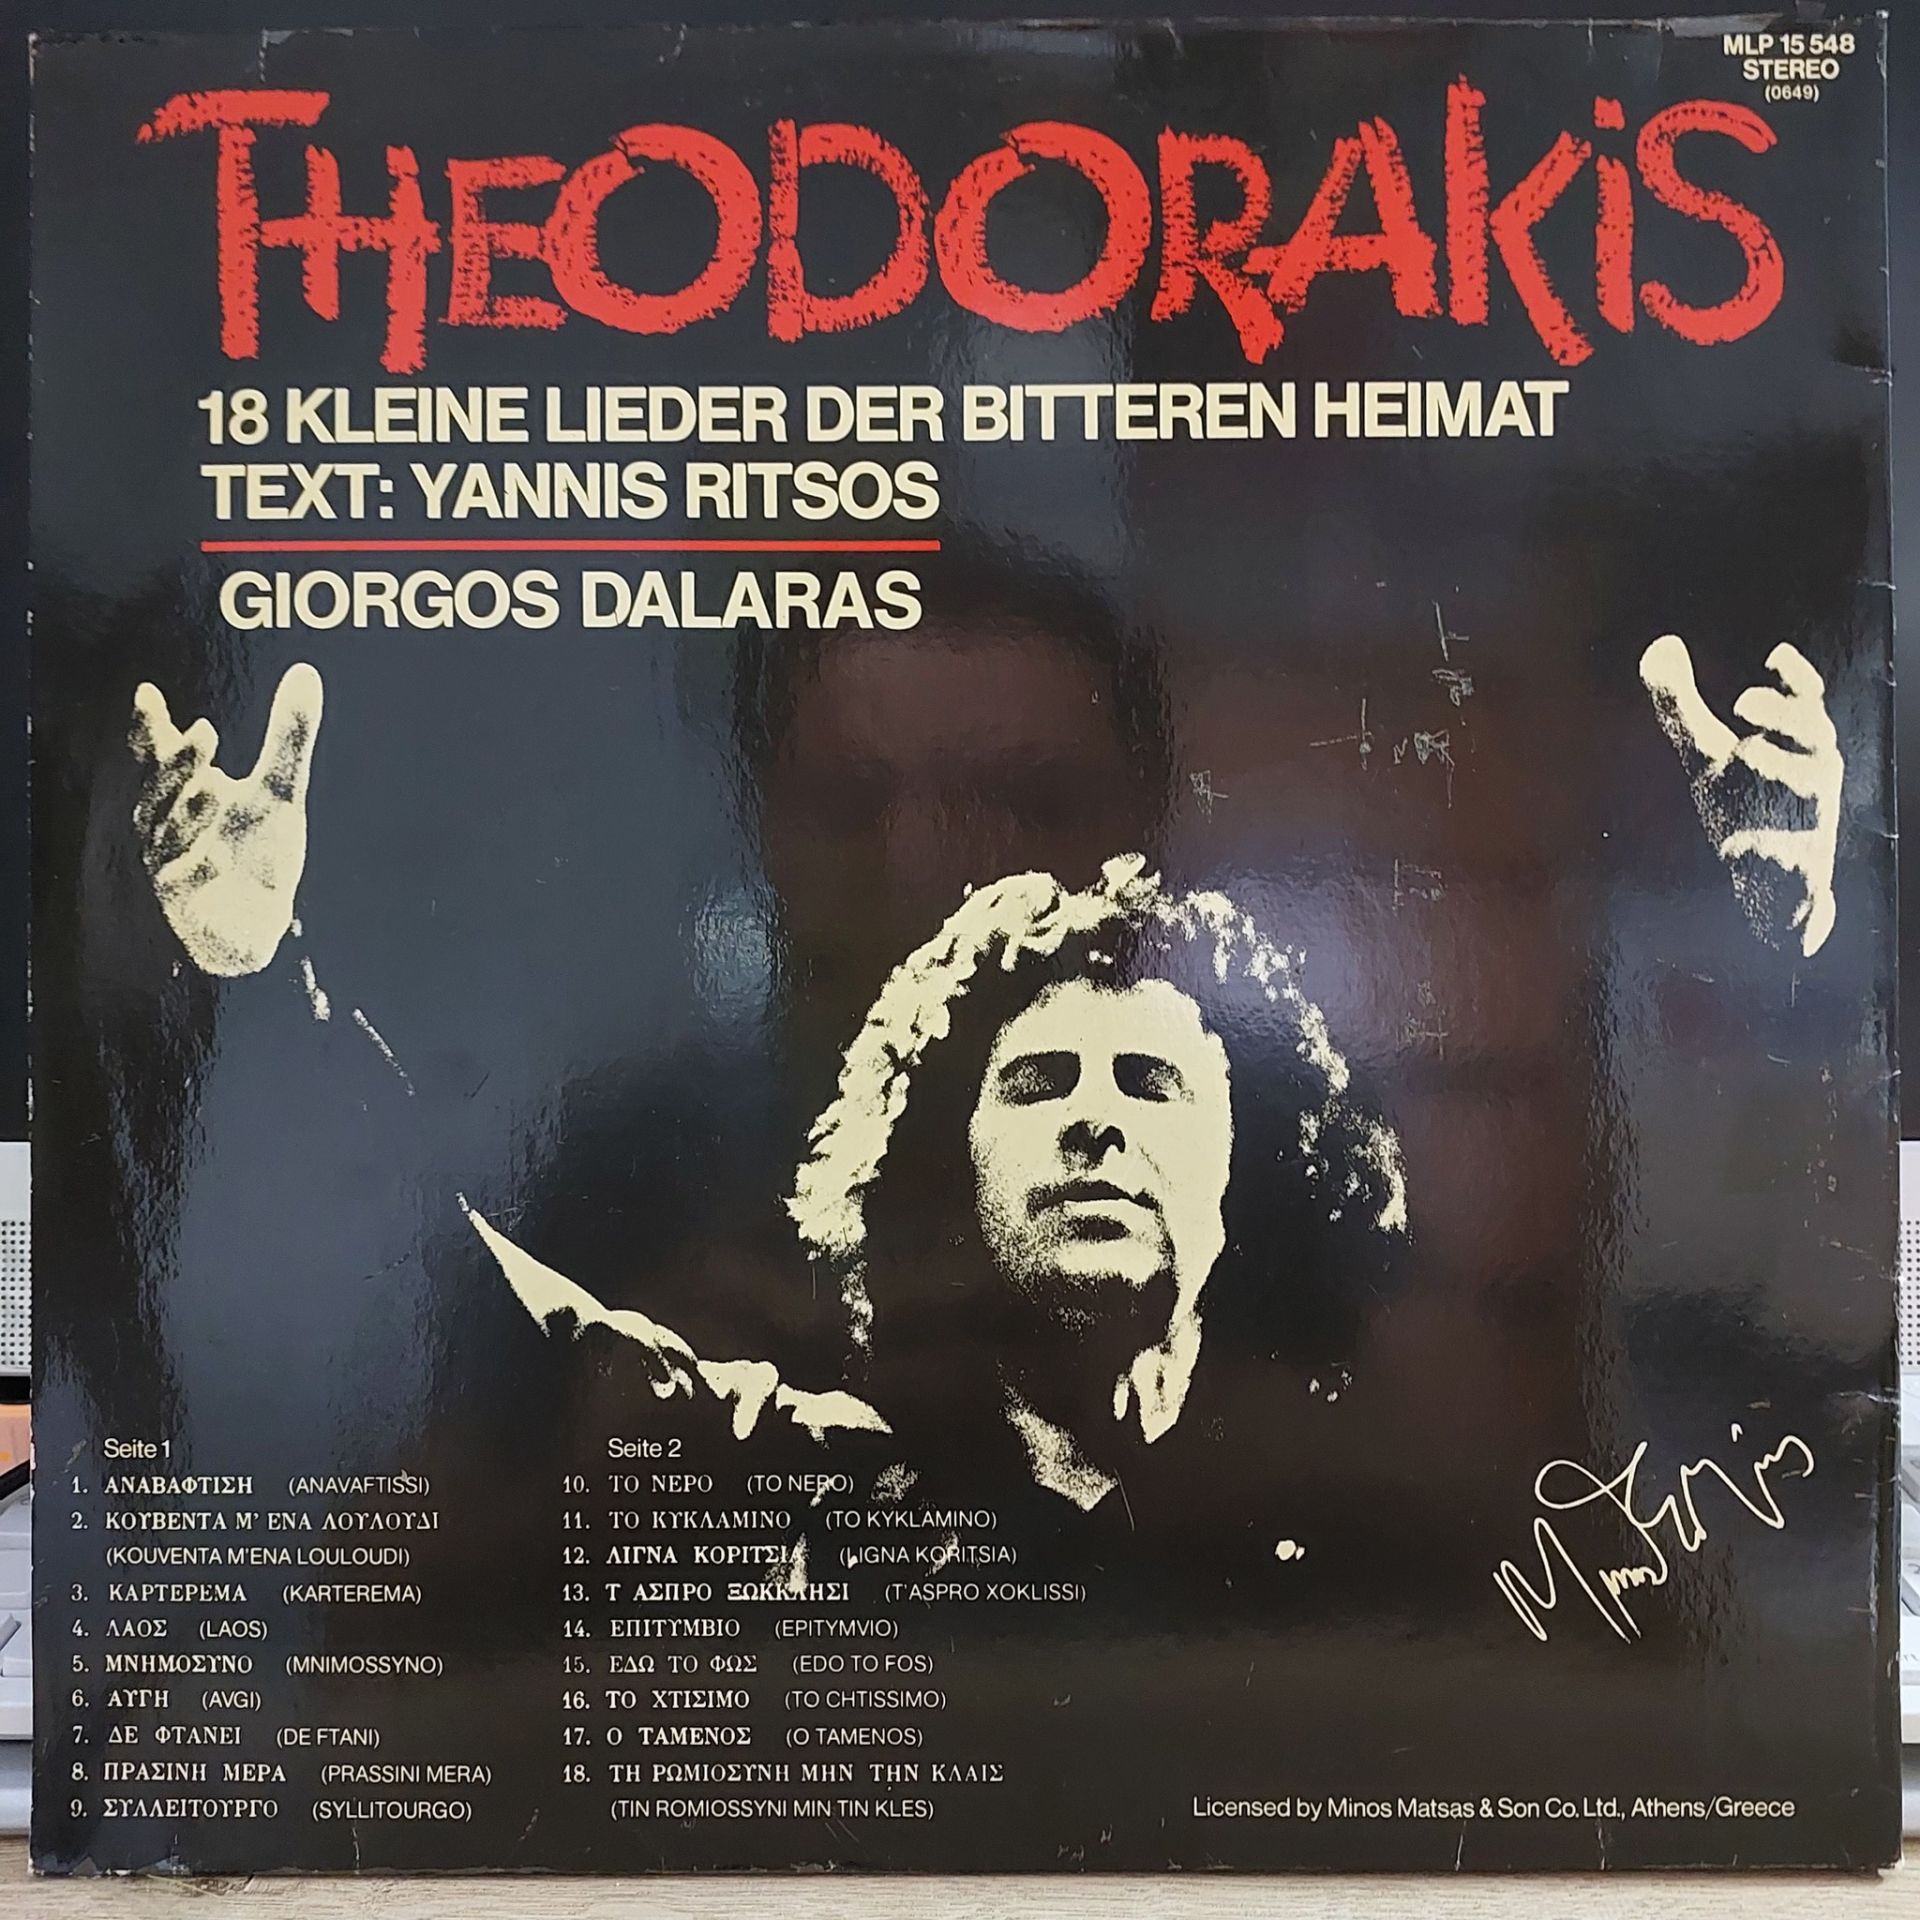 MLP 15 548
STEREO
(0649)
THEODORAKIS
18 KLEINE LIEDER DER BITTEREN HEIMAT
TEXT: YANNIS RITSOS
GIORGOS DALARAS
Seite 1
1. ΑΝΑΒΑΦΤΙΣΗ (ANAVAFTISSI)
2. ΚΟΥΒΕΝΤΑ Μ' ΕΝΑ ΛΟΥΛΟΥΔΙ
(KOUVENTA M'ENA LOULOUDI)
3. ΚΑΡΤΕΡΕΜΑ (KARTEREMA)
4. ΛΑΟΣ (LAOS)
5. ΜΝΗΜΟΣΥΝΟ (MNIMOSSYNO)
6. ΑΥΓΗ (AVGI)
7. ΔΕ ΦΤΑΝΕΙ (DE FTANI)
8. ΠΡΑΣΙΝΗ ΜΕΡΑ (PRASSINI MERA)
9. ΣΥΛΛΕΙΤΟΥΡΓΟ (SYLLITOURGO)
Seite 2
10. ΤΟ ΝΕΡΟ (TO NERO)
11. ΤΟ ΚΥΚΛΑΜΙΝΟ (TO KYKLAMINO)
12. ΛΙΓΝΑ ΚΟΡΙΤΣΙΑ (LIGNA KORITSIA)
13. Τ ΑΣΠΡΟ ΞΩΚΚΛΗΣΙ (T'ASPRO XOKLISSI)
14. ΕΠΙΤΥΜΒΙΟ (EPITYMVIO)
15. ΕΔΩ ΤΟ ΦΩΣ (EDO TO FOS)
16. ΤΟ ΧΤΙΣΙΜΟ (TO CHTISSIMO)
17. Ο ΤΑΜΕΝΟΣ (O TAMENOS)
18. ΤΗ ΡΩΜΙΟΣΥΝΗ ΜΗΝ ΤΗΝ ΚΛΑΙΣ
(TIN ROMIOSSYNI MIN TIN KLES)
Licensed by Minos Matsas & Son Co. Ltd., Athens/Greece